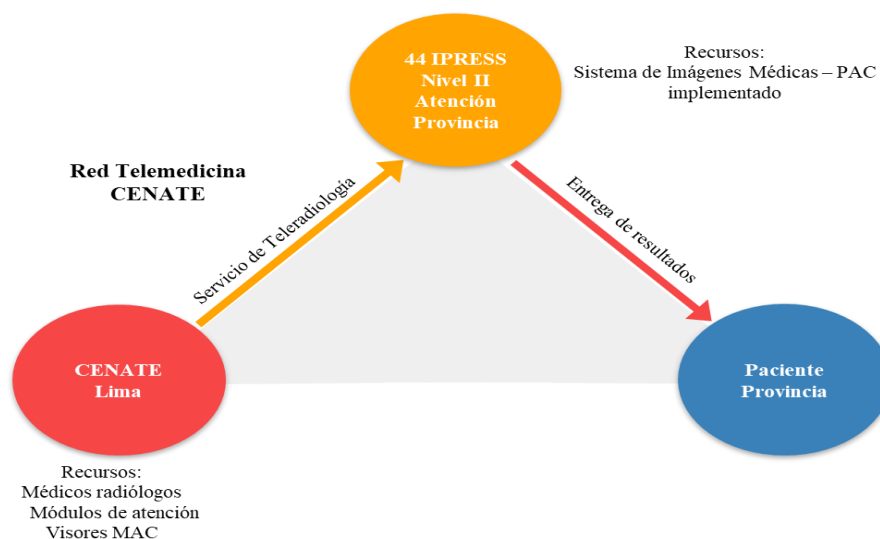 44 IPRESS
Nivel II
Atención
Provincia
Recursos:
Sistema de Imágenes Médicas – PAC
implementado
Red Telemedicina
CENATE
Servicio de Teleradiología
Entrega de resultados
CENATE
Lima
Paciente
Provincia
Recursos:
Médicos radiólogos
Módulos de atención
Visores MAC